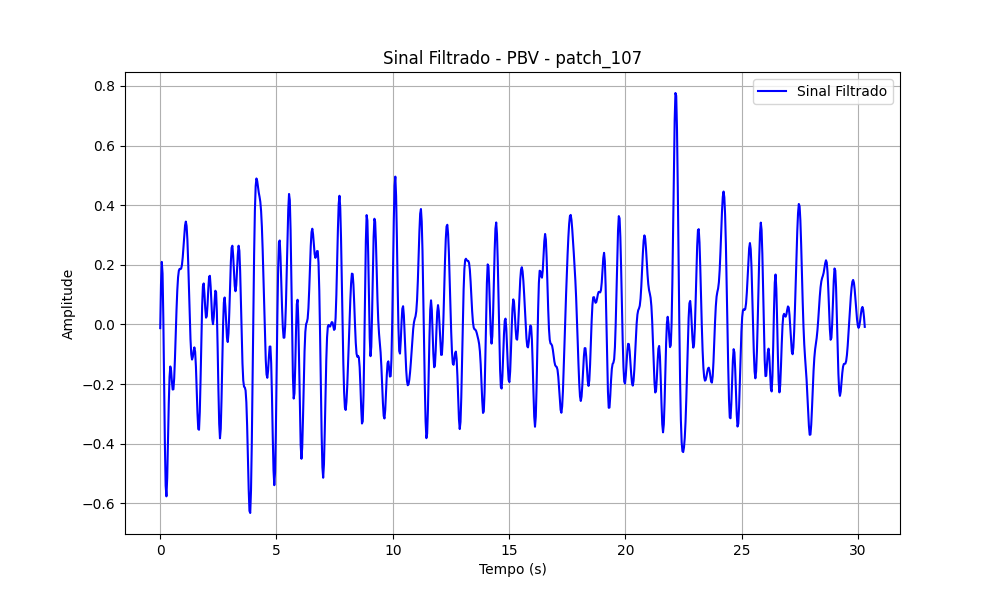 Sinal Filtrado - PBV - patch_107
Sinal Filtrado
Amplitude
0.8
0.6
0.4
0.2
0.0
−0.2
−0.4
−0.6
0 5 10 15 20 25 30
Tempo (s)